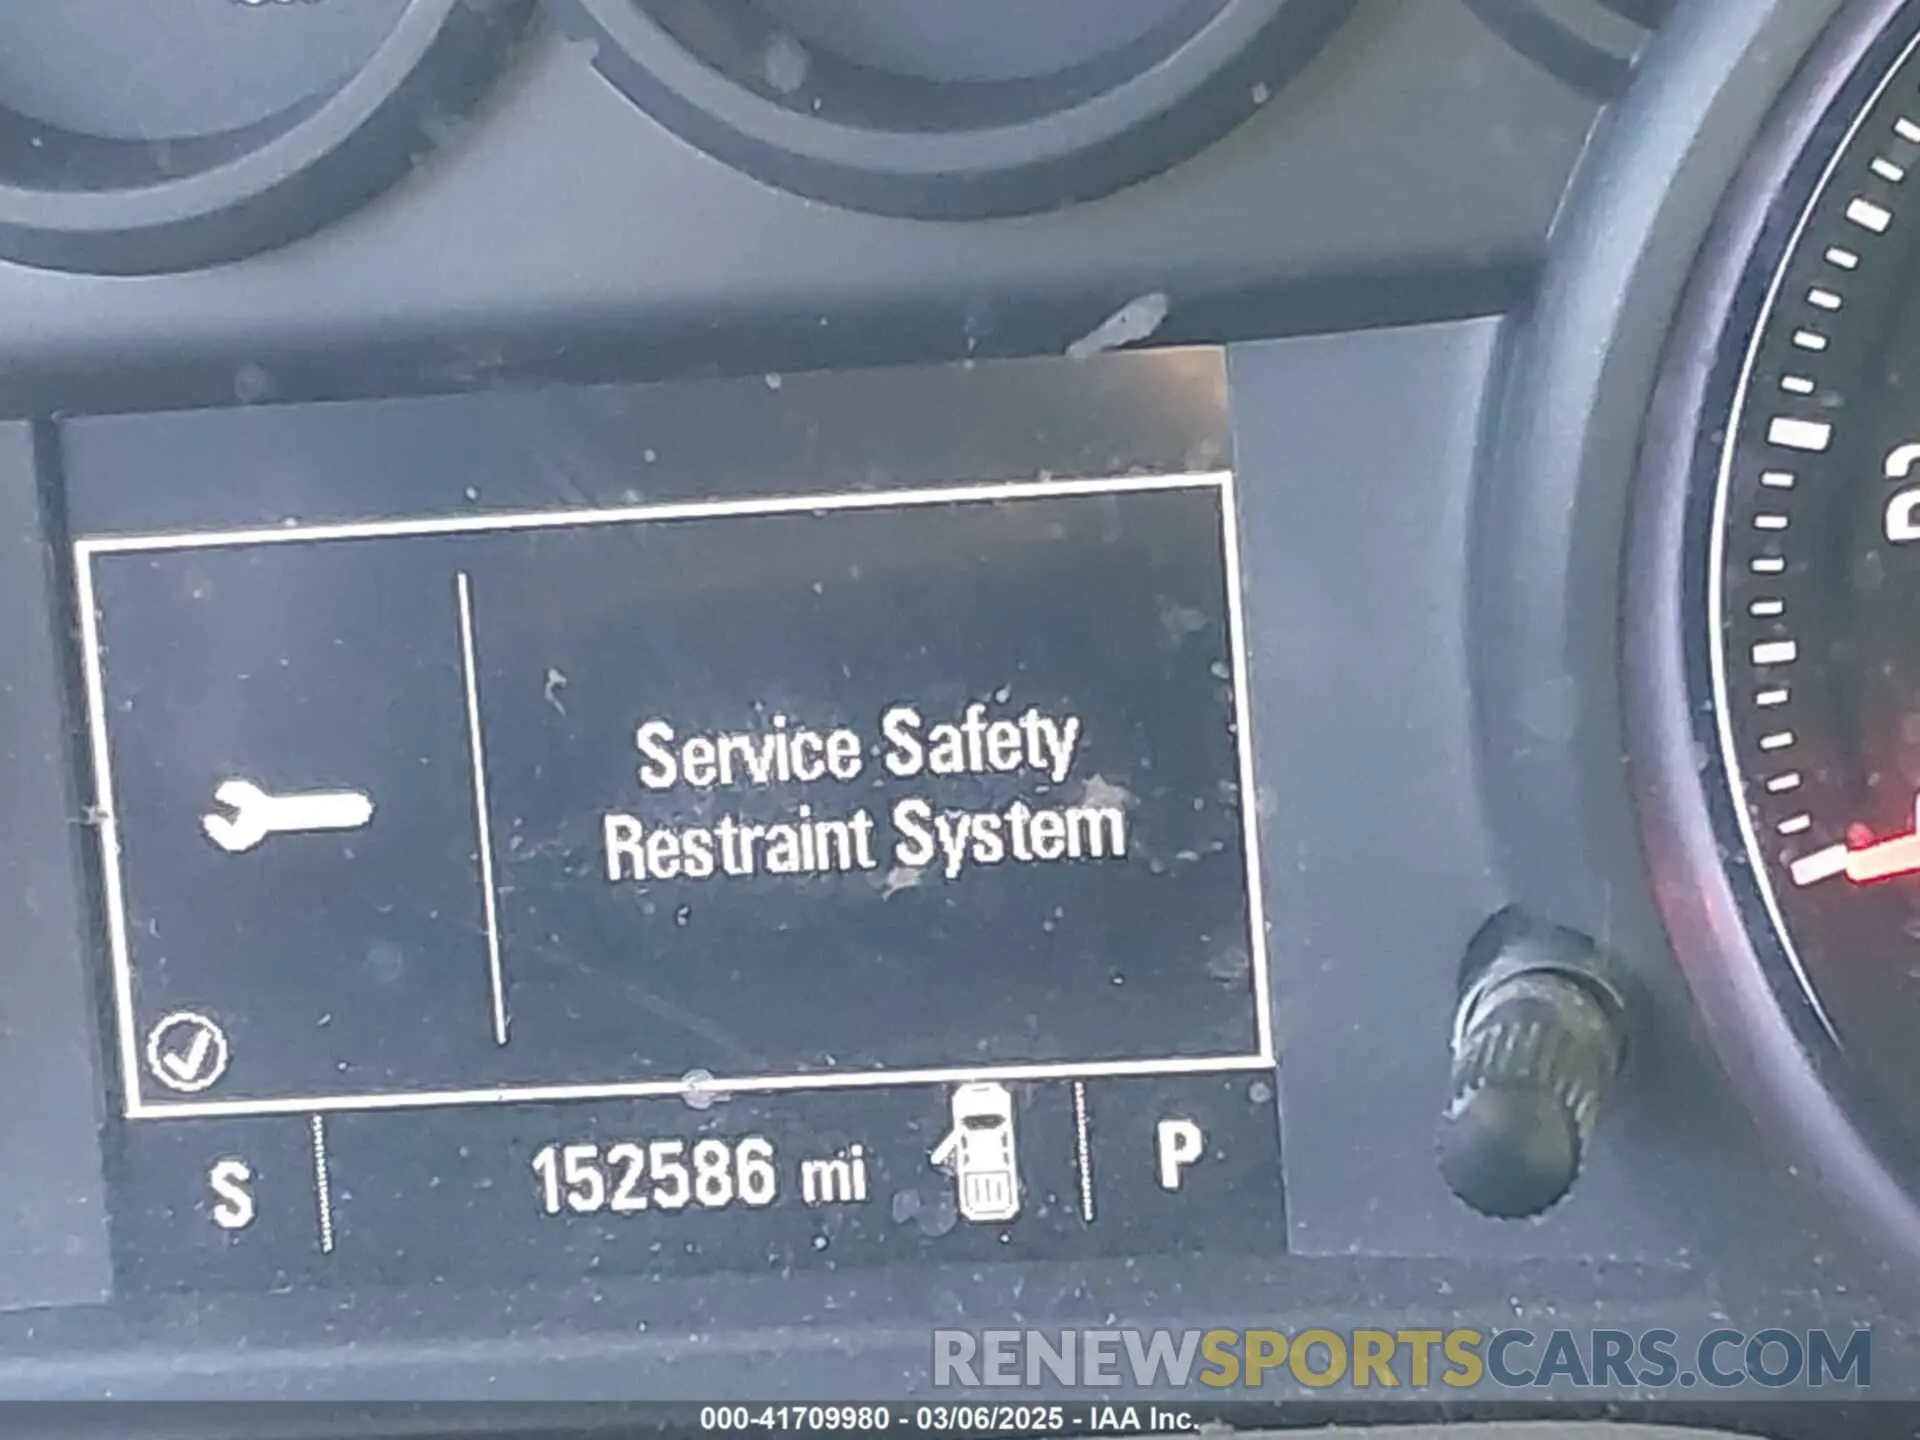 Service Safety
Restraint System
S
152586 mi
P
RENEWSPORTSCARS.COM
000-41709980 - 03/06/2025 - IAA Inc.